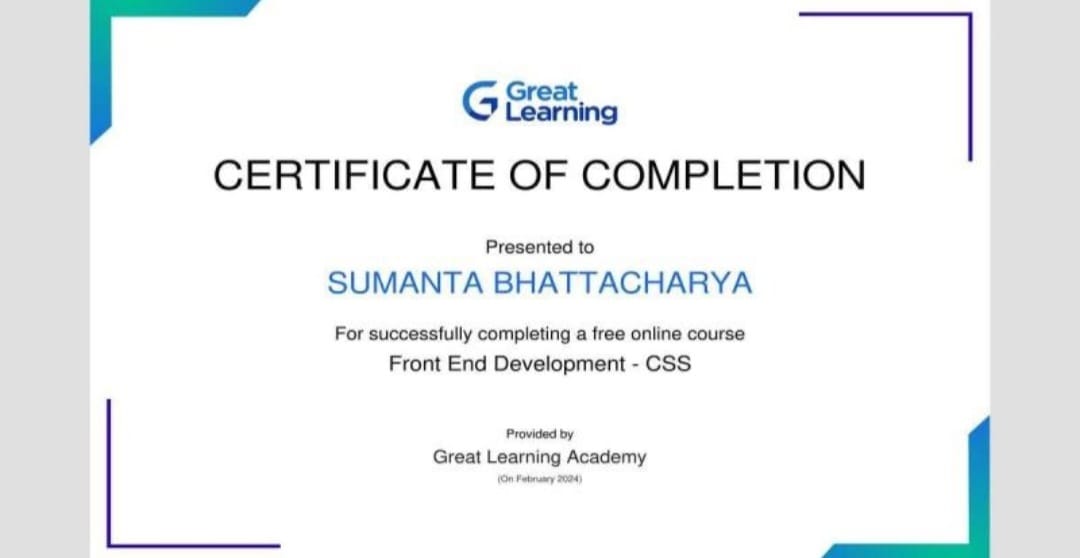 Great
Learning
CERTIFICATE OF COMPLETION
Presented to
SUMANTA BHATTACHARYA
For successfully completing a free online course
Front End Development - CSS
Provided by
Great Learning Academy
(On February 2024)